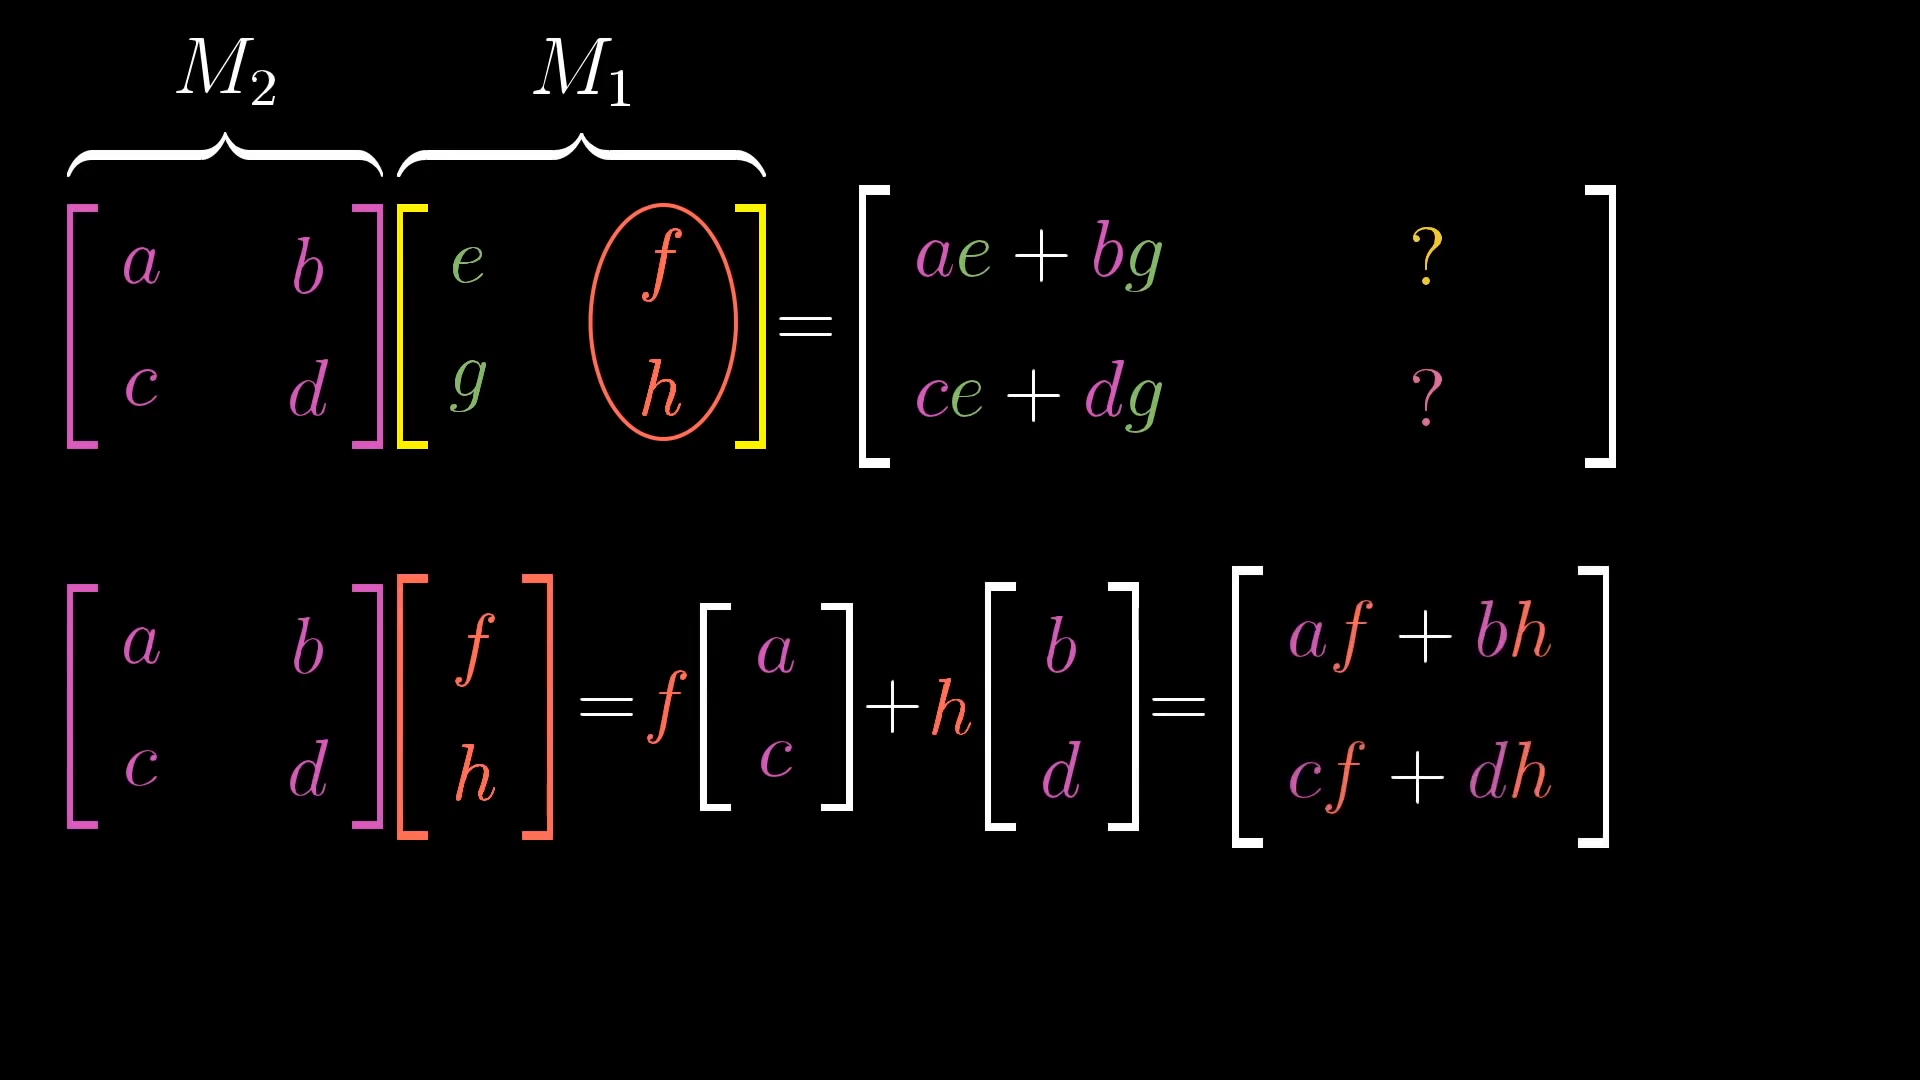 M₂ M₁
[a b; c d] [e f; g h] = [ae + bg ?; ce + dg ?]
[a b; c d] [f; h] = f [a; c] + h [b; d] = [af + bh; cf + dh]